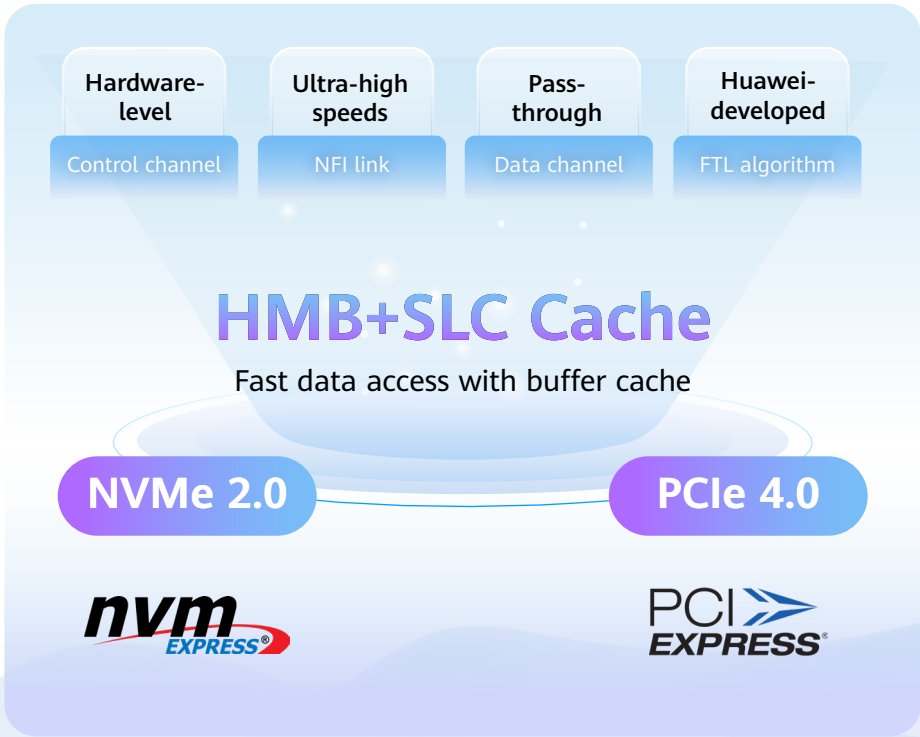 Hardware-
level
Control channel
Ultra-high
speeds
NFI link
Pass-
through
Data channel
Huawei-
developed
FTL algorithm
HMB+SLC Cache
Fast data access with buffer cache
NVMe 2.0
PCIe 4.0
nvm
EXPRESS®
PCI
EXPRESS®